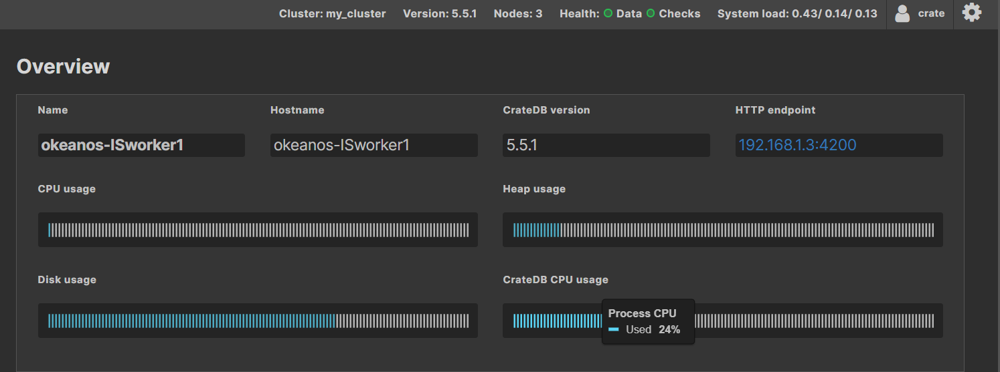 Cluster: my_cluster Version: 5.5.1 Nodes: 3 Health: Data Checks System load: 0.43/ 0.14/ 0.13 crate
Overview
Name Hostname CrateDB version HTTP endpoint
okeanos-ISworker1 okeanos-ISworker1 5.5.1 192.168.1.3:4200
CPU usage Heap usage
Disk usage CrateDB CPU usage
Process CPU
Used 24%